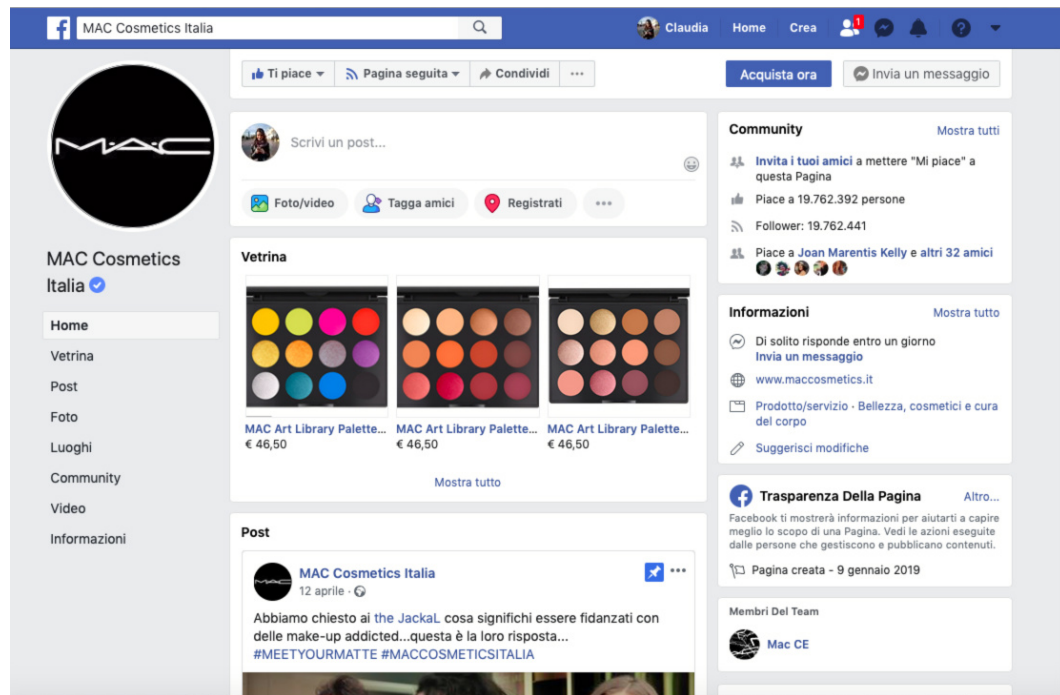 MAC Cosmetics Italia
Claudia
Home
Crea
1
MAC
MAC Cosmetics
Italia
Home
Vetrina
Post
Foto
Luoghi
Community
Video
Informazioni
Ti piace
Pagina seguita
Condividi
Acquista ora
Invia un messaggio
Scrivi un post...
Foto/video
Tagga amici
Registrati
Vetrina
MAC Art Library Palette...
€ 46,50
MAC Art Library Palette...
€ 46,50
MAC Art Library Palette...
€ 46,50
Mostra tutto
Post
MAC Cosmetics Italia
12 aprile ·
Abbiamo chiesto ai the JackaL cosa significhi essere fidanzati con
delle make-up addicted...questa è la loro risposta...
#MEETYOURMATTE #MACCOSMETICSITALIA
Community
Mostra tutti
Invita i tuoi amici a mettere "Mi piace" a
questa Pagina
Piace a 19.762.392 persone
Follower: 19.762.441
Piace a Joan Marentis Kelly e altri 32 amici
Informazioni
Mostra tutto
Di solito risponde entro un giorno
Invia un messaggio
www.maccosmetics.it
Prodotto/servizio · Bellezza, cosmetici e cura
del corpo
Suggerisci modifiche
Trasparenza Della Pagina
Altro...
Facebook ti mostrerà informazioni per aiutarti a capire
meglio lo scopo di una Pagina. Vedi le azioni eseguite
dalle persone che gestiscono e pubblicano contenuti.
Pagina creata - 9 gennaio 2019
Membri Del Team
Mac CE